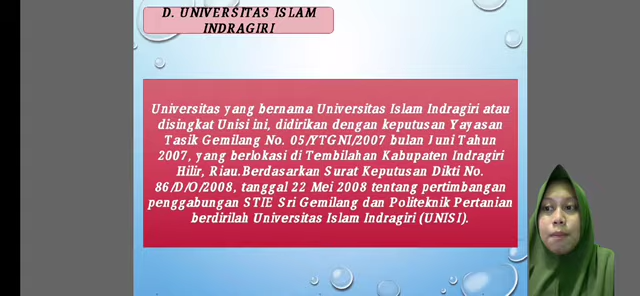 D. UNIVERSITAS ISLAM
INDRAGIRI
Universitas yang bernama Universitas Islam Indragiri atau
disingkat Unisi ini, didirikan dengan keputusan Yayasan
Tasik Gemilang No. 05/YTGNI/2007 bulan Juni Tahun
2007, yang berlokasi di Tembilahan Kabupaten Indragiri
Hilir, Riau.Berdasarkan Surat Keputusan Dikti No.
86/D/O/2008, tanggal 22 Mei 2008 tentang pertimbangan
penggabungan STIE Sri Gemilang dan Politeknik Pertanian
berdirilah Universitas Islam Indragiri (UNISI).